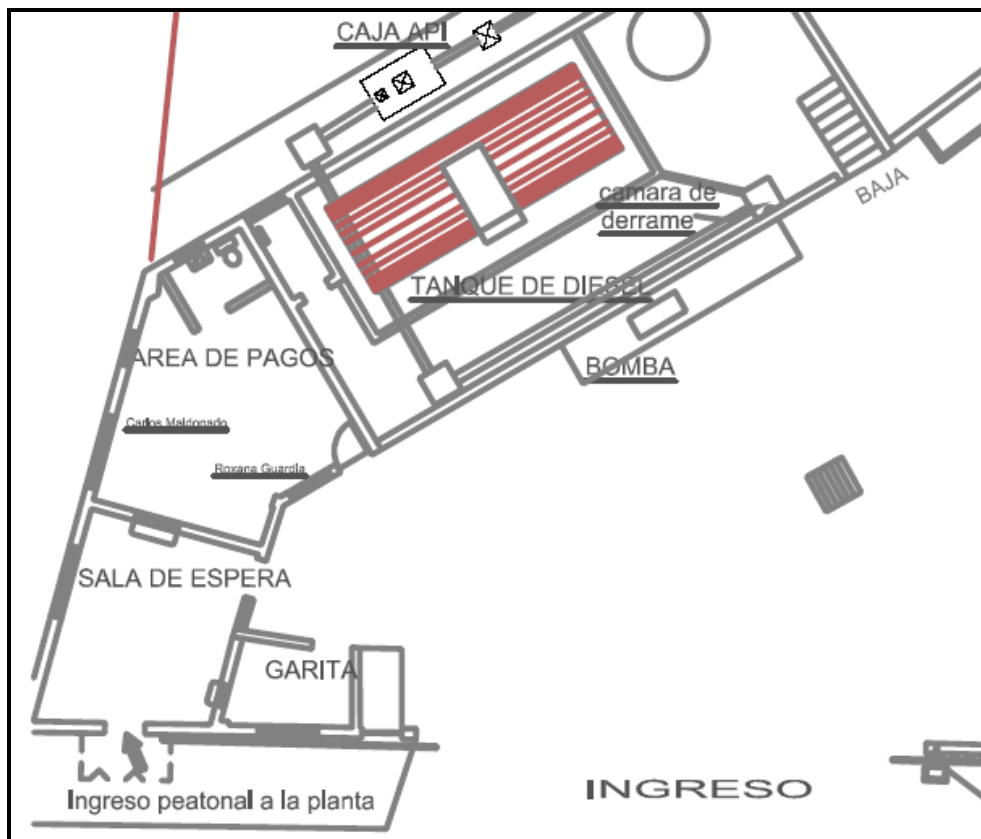 CAJA API
camara de
derrame
BAJA
TANQUE DE DIESEL
AREA DE PAGOS
BOMBA
Carlos Maldonado
Roxana Guardia
SALA DE ESPERA
GARITA
INGRESO
Ingreso peatonal a la planta